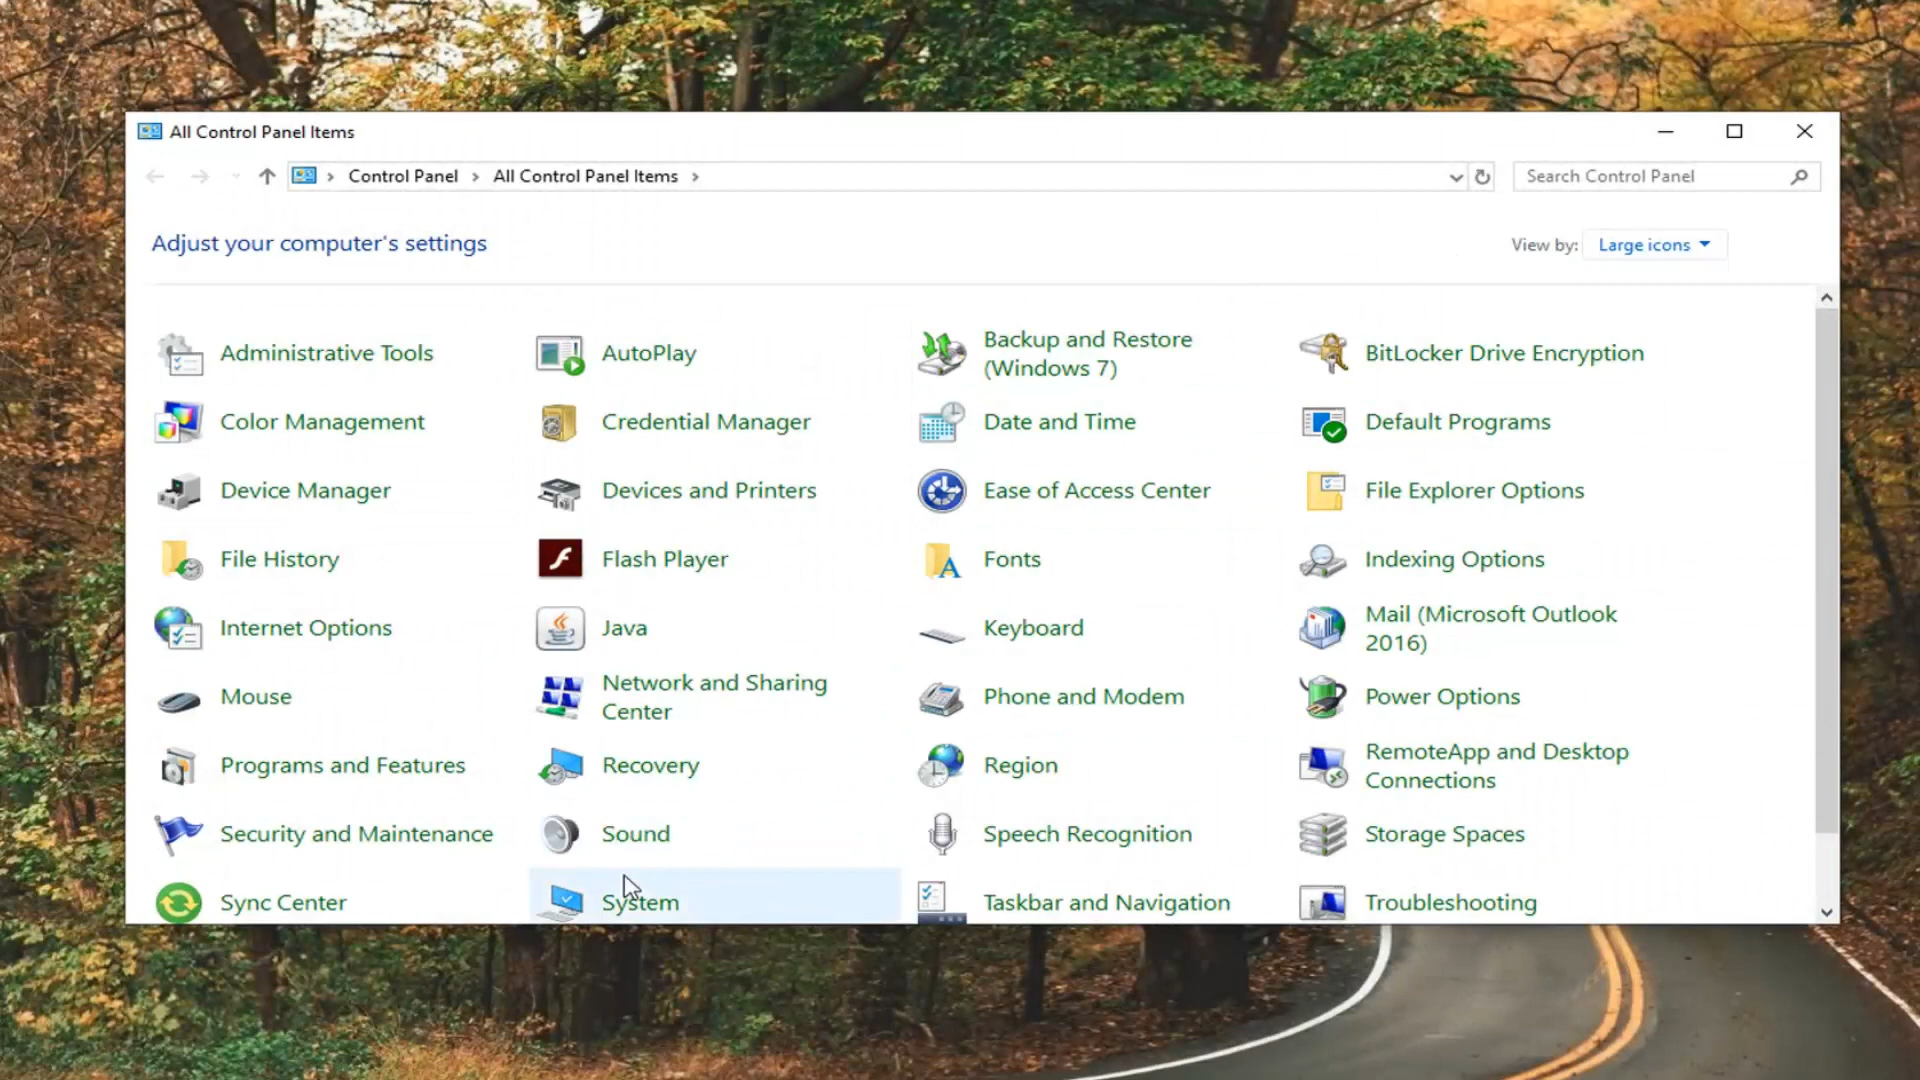 All Control Panel Items
Control Panel
All Control Panel Items
Search Control Panel
Adjust your computer's settings
View by: Large icons
Administrative Tools
AutoPlay
Backup and Restore
(Windows 7)
BitLocker Drive Encryption
Color Management
Credential Manager
Date and Time
Default Programs
Device Manager
Devices and Printers
Ease of Access Center
File Explorer Options
File History
Flash Player
Fonts
Indexing Options
Internet Options
Java
Keyboard
Mail (Microsoft Outlook
2016)
Mouse
Network and Sharing
Center
Phone and Modem
Power Options
Programs and Features
Recovery
Region
RemoteApp and Desktop
Connections
Security and Maintenance
Sound
Speech Recognition
Storage Spaces
Sync Center
System
Taskbar and Navigation
Troubleshooting